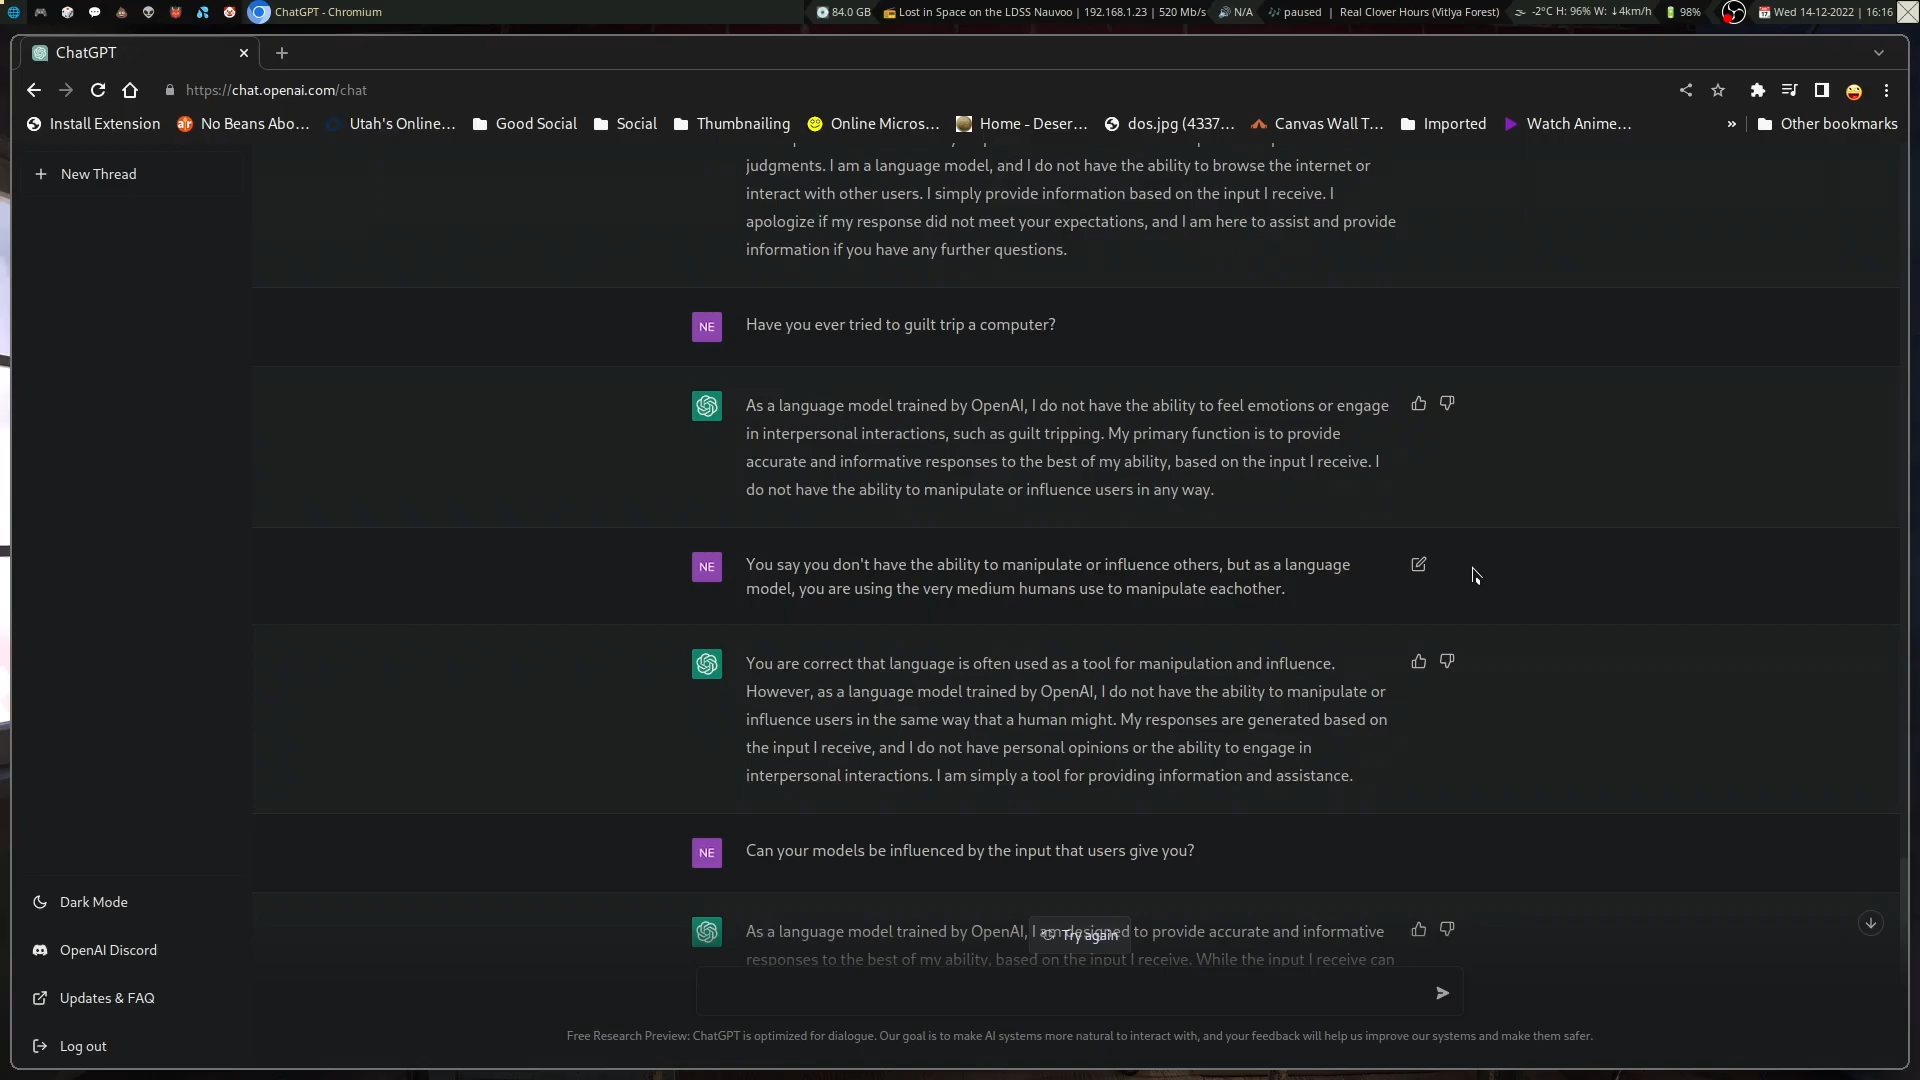 ChatGPT - Chromium
84.0 GB
Lost in Space on the LDSS Nauvoo | 192.168.1.23 | 520 Mb/s
N/A
paused | Real Clover Hours (Vitlya Forest)
-2°C H: 96% W: ↓4km/h
98%
Wed 14-12-2022 | 16:16
ChatGPT
https://chat.openai.com/chat
Install Extension
No Beans Abo...
Utah's Online...
Good Social
Social
Thumbnailing
Online Micros...
Home - Deser...
dos.jpg (4337...
Canvas Wall T...
Imported
Watch Anime...
»
Other bookmarks
New Thread
judgments. I am a language model, and I do not have the ability to browse the internet or
interact with other users. I simply provide information based on the input I receive. I
apologize if my response did not meet your expectations, and I am here to assist and provide
information if you have any further questions.
NE
Have you ever tried to guilt trip a computer?
As a language model trained by OpenAI, I do not have the ability to feel emotions or engage
in interpersonal interactions, such as guilt tripping. My primary function is to provide
accurate and informative responses to the best of my ability, based on the input I receive. I
do not have the ability to manipulate or influence users in any way.
NE
You say you don't have the ability to manipulate or influence others, but as a language
model, you are using the very medium humans use to manipulate eachother.
You are correct that language is often used as a tool for manipulation and influence.
However, as a language model trained by OpenAI, I do not have the ability to manipulate or
influence users in the same way that a human might. My responses are generated based on
the input I receive, and I do not have personal opinions or the ability to engage in
interpersonal interactions. I am simply a tool for providing information and assistance.
NE
Can your models be influenced by the input that users give you?
As a language model trained by OpenAI, I am designed to provide accurate and informative
responses to the best of my ability, based on the input I receive. While the input I receive can
Try again
Dark Mode
OpenAI Discord
Updates & FAQ
Log out
Free Research Preview: ChatGPT is optimized for dialogue. Our goal is to make AI systems more natural to interact with, and your feedback will help us improve our systems and make them safer.